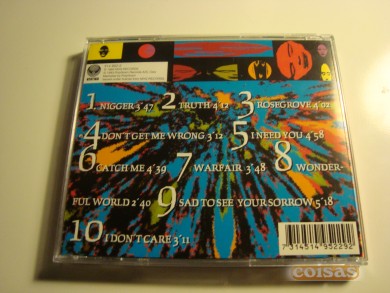 1 NIGGER 3'47 2 TRUTH 4'12 3 ROSEGROVE 4'02
4 DON'T GET ME WRONG 3'12 5 I NEED YOU 4'58
6 CATCH ME 4'39 7 WARFAIR 3'48 8 WONDER-
FUL WORLD 2'40 9 SAD TO SEE YOUR SORROW 5'18
10 I DON'T CARE 3'11
7 314514 952292
coisas